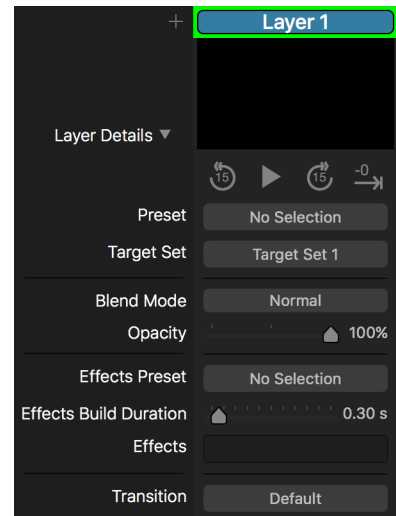 + Layer 1
Layer Details ▼
15 15 -0
Preset No Selection
Target Set Target Set 1
Blend Mode Normal
Opacity 100%
Effects Preset No Selection
Effects Build Duration 0.30 s
Effects
Transition Default